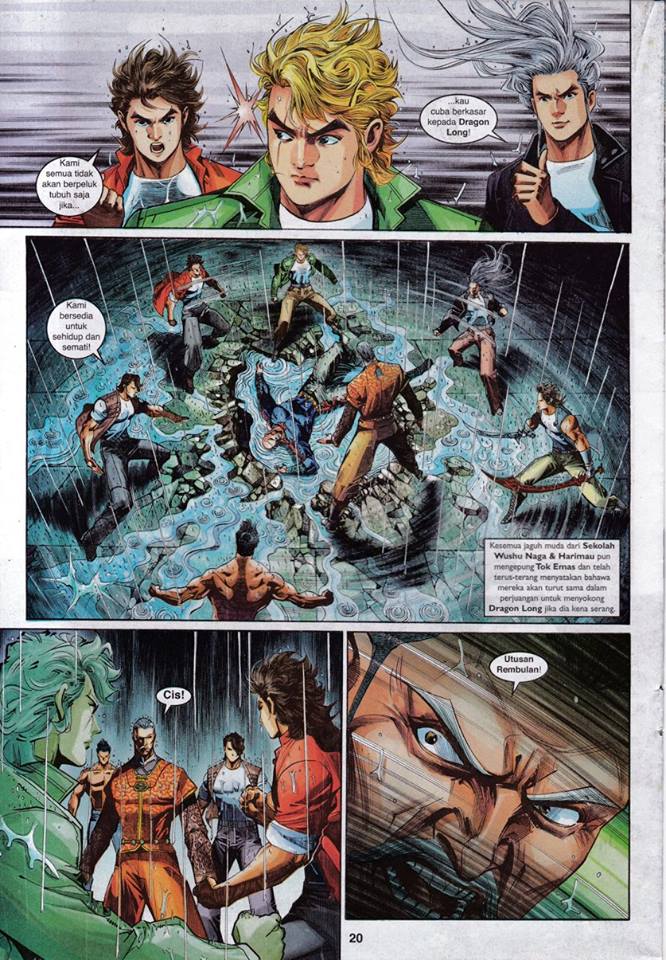 Kami
semua tidak
akan berpeluk
tubuh saja
jika...
...kau
cuba berkasar
kepada Dragon
Long!
Kami
bersedia
untuk
sehidup dan
semati!
Kesemua jaguh muda dari Sekolah
Wushu Naga & Harimau pun
mengepung Tok Emas dan telah
terus-terang menyatakan bahawa
mereka akan turut sama dalam
perjuangan untuk menyokong
Dragon Long jika dia kena serang.
Cis!
Utusan
Rembulan!
20